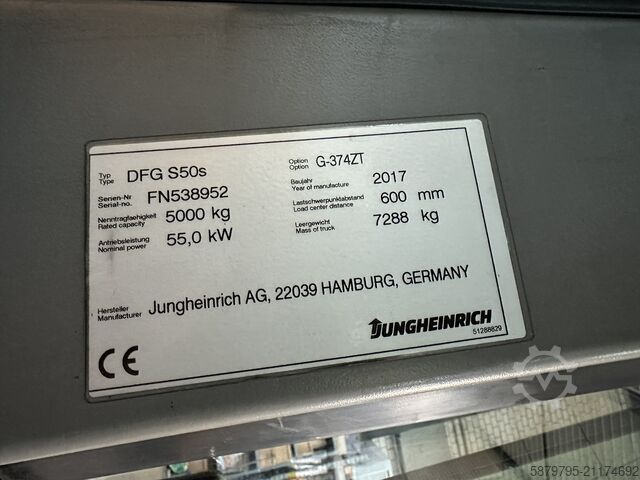 Typ
Type DFG S50s
Option
Option G-374ZT
Serien-Nr
Serial-no. FN538952
Baujahr
Year of manufacture 2017
Nenntragfaehigkeit
Rated capacity 5000 kg
Lastschwerpunktabstand
Load center distance 600 mm
Antriebsleistung
Nominal power 55,0 kW
Leergewicht
Mass of truck 7288 kg
Hersteller
Manufacturer Jungheinrich AG, 22039 HAMBURG, GERMANY
JUNGHEINRICH
51288829
CE
5879795-21174692